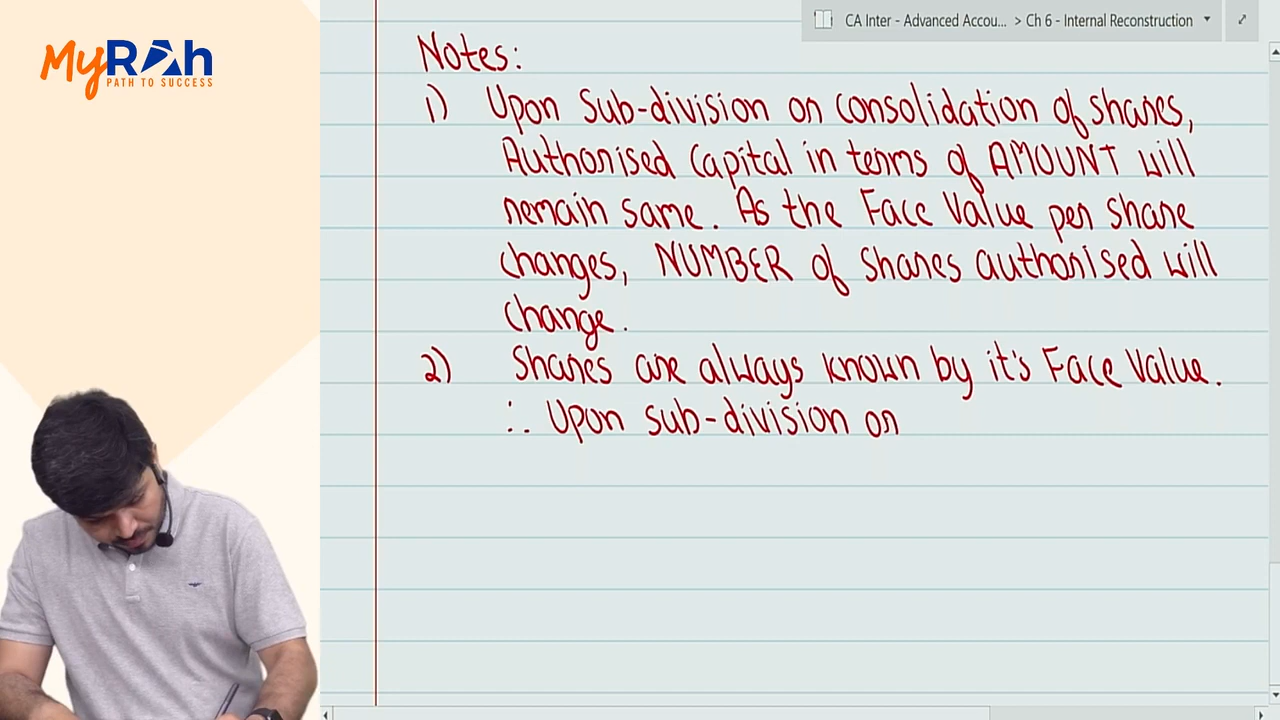 MyRAh
PATH TO SUCCESS
CA Inter - Advanced Accou... > Ch 6 - Internal Reconstruction
Notes:
1) Upon Sub-division or consolidation of shares,
Authorised Capital in terms of AMOUNT will
remain same. As the Face Value per share
changes, NUMBER of shares authorised will
change.
2) Shares are always known by it's Face Value.
∴ Upon sub-division or